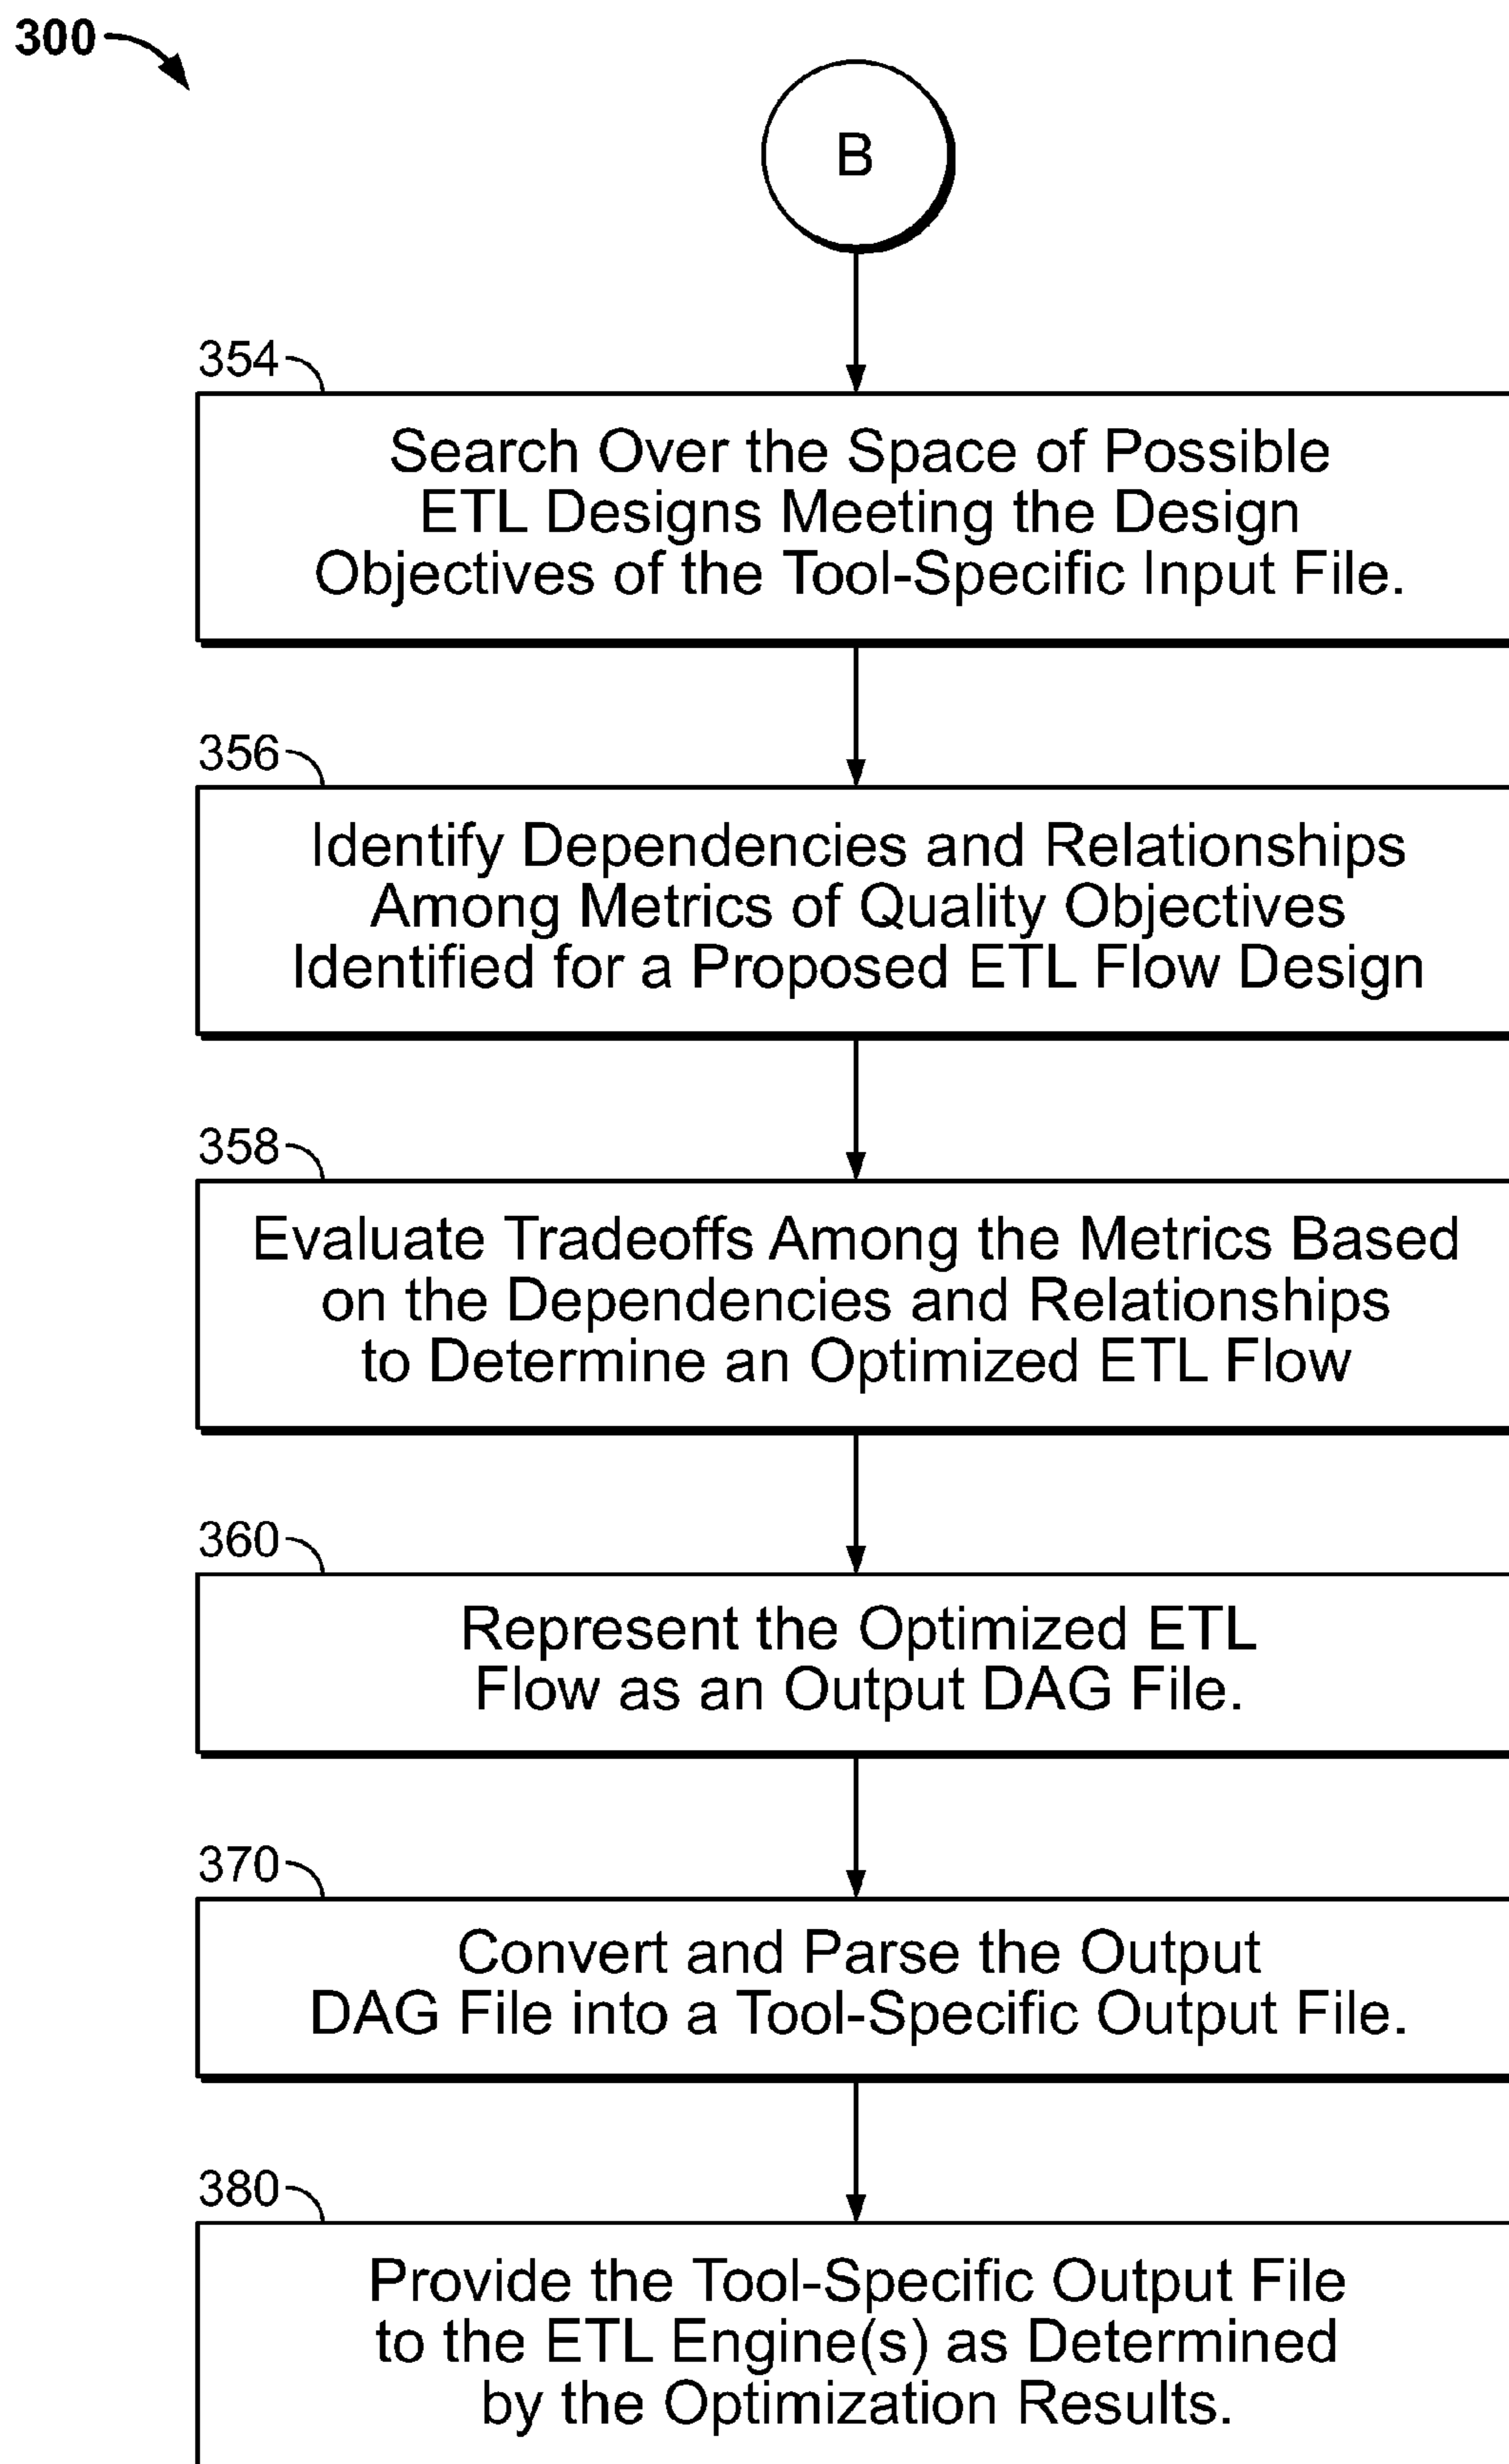 300
B
354
Search Over the Space of Possible
ETL Designs Meeting the Design
Objectives of the Tool-Specific Input File.
356
Identify Dependencies and Relationships
Among Metrics of Quality Objectives
Identified for a Proposed ETL Flow Design
358
Evaluate Tradeoffs Among the Metrics Based
on the Dependencies and Relationships
to Determine an Optimized ETL Flow
360
Represent the Optimized ETL
Flow as an Output DAG File.
370
Convert and Parse the Output
DAG File into a Tool-Specific Output File.
380
Provide the Tool-Specific Output File
to the ETL Engine(s) as Determined
by the Optimization Results.